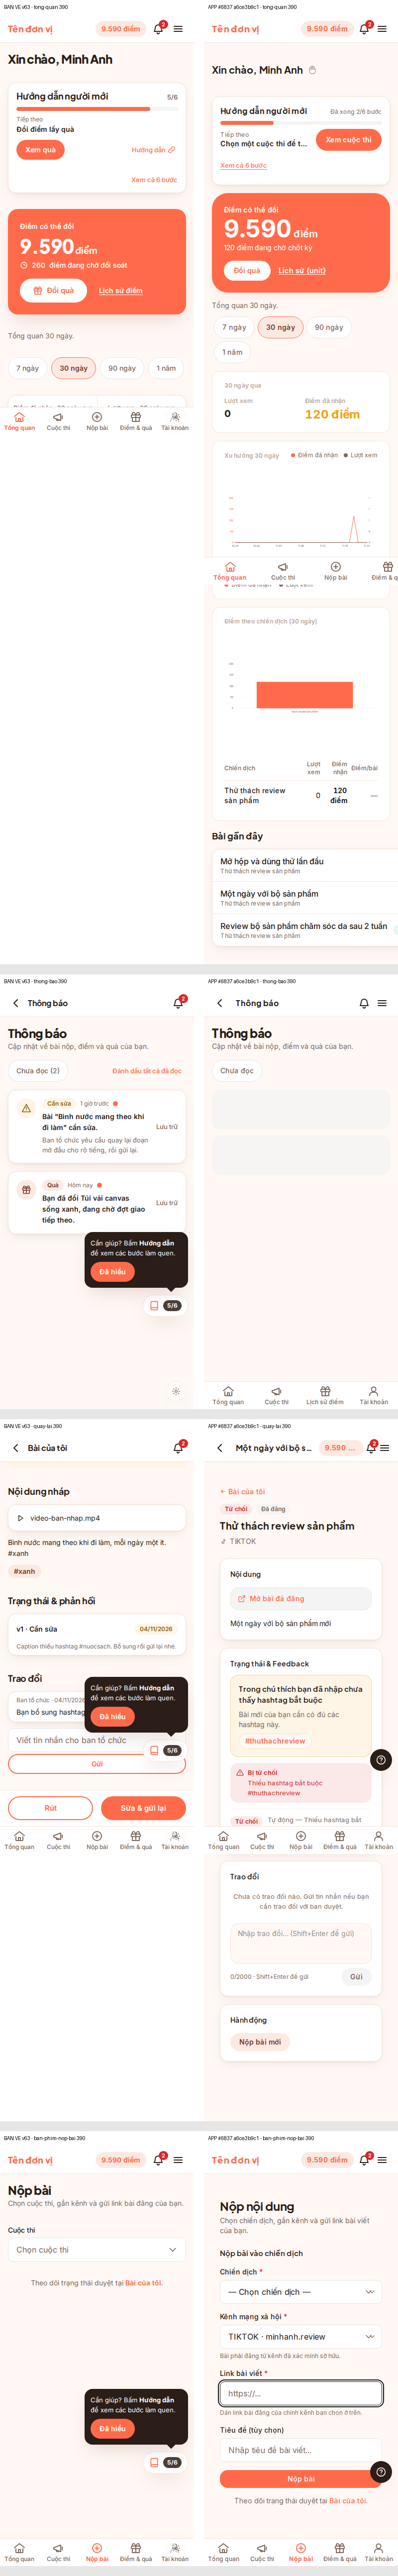 BAN VE v63 · tong-quan 390
Tên đơn vị
9.590 điểm
2
Xin chào, Minh Anh
Hướng dẫn người mới
5/6
Tiếp theo
Đổi điểm lấy quà
Xem quà
Hướng dẫn
Xem cả 6 bước
Điểm có thể đổi
9.590 điểm
260 điểm đang chờ đối soát
Đổi quà
Lịch sử điểm
Tổng quan 30 ngày.
7 ngày
30 ngày
90 ngày
1 năm
Tổng quan
Cuộc thi
Nộp bài
Điểm & quà
Tài khoản
APP #6837 a6ce3b9c1 · tong-quan 390
Tên đơn vị
9.590 điểm
2
Xin chào, Minh Anh
Hướng dẫn người mới
Đã xong 2/6 bước
Tiếp theo
Chọn một cuộc thi để t...
Xem cuộc thi
Xem cả 6 bước
Điểm có thể đổi
9.590 điểm
120 điểm đang chờ chốt kỳ
Đổi quà
Lịch sử {unit}
Tổng quan 30 ngày.
7 ngày
30 ngày
90 ngày
1 năm
30 ngày qua
Lượt xem
Điểm đã nhận
0
120 điểm
Xu hướng 30 ngày
Điểm đã nhận
Lượt xem
Tổng quan
Cuộc thi
Nộp bài
Điểm & q
Điểm theo chiến dịch (30 ngày)
Chiến dịch
Lượt xem
Điểm nhận
Điểm/bài
Thử thách review sản phẩm
0
120 điểm
—
Bài gần đây
Mở hộp và dùng thử lần đầu
Thử thách review sản phẩm
Một ngày với bộ sản phẩm
Thử thách review sản phẩm
Review bộ sản phẩm chăm sóc da sau 2 tuần
Thử thách review sản phẩm
BAN VE v63 · thong-bao 390
Thông báo
2
Thông báo
Cập nhật về bài nộp, điểm và quà của bạn.
Chưa đọc (2)
Đánh dấu tất cả đã đọc
Cần sửa
1 giờ trước
Bài "Bình nước mang theo khi đi làm" cần sửa.
Lưu trữ
Ban tổ chức yêu cầu quay lại đoạn mở đầu cho rõ tiếng, rồi gửi lại.
Quà
Hôm nay
Bạn đã đổi Túi vải canvas sống xanh, đang chờ đợt giao tiếp theo.
Lưu trữ
Cần giúp? Bấm Hướng dẫn để xem các bước làm quen.
Đã hiểu
5/6
APP #6837 a6ce3b9c1 · thong-bao 390
Thông báo
Thông báo
Cập nhật về bài nộp, điểm và quà của bạn.
Chưa đọc
Tổng quan
Cuộc thi
Lịch sử điểm
Tài khoản
BAN VE v63 · quay-lai 390
Bài của tôi
2
Nội dung nháp
video-ban-nhap.mp4
Bình nước mang theo khi đi làm, mỗi ngày một ít.
#xanh
#xanh
Trạng thái & phản hồi
v1 · Cần sửa
04/11/2026
Caption thiếu hashtag #nuocsach. Bổ sung rồi gửi lại nhé.
Trao đổi
Ban tổ chức · 04/11/2026
Bạn bổ sung hashtag
Viết tin nhắn cho ban tổ chức
Gửi
Cần giúp? Bấm Hướng dẫn để xem các bước làm quen.
Đã hiểu
5/6
Rút
Sửa & gửi lại
Tổng quan
Cuộc thi
Nộp bài
Điểm & quà
Tài khoản
APP #6837 a6ce3b9c1 · quay-lai 390
Một ngày với bộ s...
9.590 ...
2
Bài của tôi
Từ chối
Đã đăng
Thử thách review sản phẩm
TIKTOK
Nội dung
Mở bài đã đăng
Một ngày với bộ sản phẩm mới
Trạng thái & Feedback
Trong chú thích bạn đã nhập chưa thấy hashtag bắt buộc
Bài mới của bạn cần có đủ các hashtag này.
#thuthachreview
Bị từ chối
Thiếu hashtag bắt buộc
#thuthachreview
Từ chối
Tự động — Thiếu hashtag bắt
Tổng quan
Cuộc thi
Nộp bài
Điểm & quà
Tài khoản
Trao đổi
Chưa có trao đổi nào. Gửi tin nhắn nếu bạn cần trao đổi với ban duyệt.
Nhập trao đổi... (Shift+Enter để gửi)
0/2000 · Shift+Enter để gửi
Gửi
Hành động
Nộp bài mới
BAN VE v63 · ban-phim-nop-bai 390
Tên đơn vị
9.590 điểm
2
Nộp bài
Chọn cuộc thi, gắn kênh và gửi link bài đăng của bạn.
Cuộc thi
Chọn cuộc thi
Theo dõi trạng thái duyệt tại Bài của tôi.
Cần giúp? Bấm Hướng dẫn để xem các bước làm quen.
Đã hiểu
5/6
Tổng quan
Cuộc thi
Nộp bài
Điểm & quà
Tài khoản
APP #6837 a6ce3b9c1 · ban-phim-nop-bai 390
Tên đơn vị
9.590 điểm
2
Nộp nội dung
Chọn chiến dịch, gắn kênh và gửi link bài viết của bạn.
Nộp bài vào chiến dịch
Chiến dịch *
— Chọn chiến dịch —
Kênh mạng xã hội *
TIKTOK · minhanh.review
Bài phải đăng từ kênh đã xác minh sở hữu.
Link bài viết *
https://...
Dán link bài đăng của chính kênh bạn chọn ở trên.
Tiêu đề (tùy chọn)
Nhập tiêu đề bài viết...
Nộp bài
Theo dõi trạng thái duyệt tại Bài của tôi.
Tổng quan
Cuộc thi
Nộp bài
Điểm & quà
Tài khoản